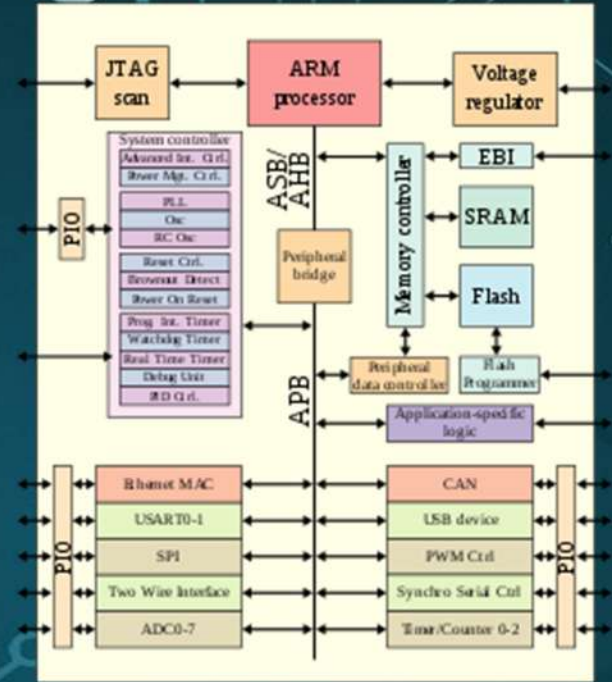 JTAG
scan
ARM
processor
Voltage
regulator
System controller
Advanced Int. Ctrl.
Power Mgt. Ctrl.
PLL
Osc
RC Osc
Reset Ctrl.
Brownout Detect
Power On Reset
Prog Int. Timer
Watchdog Timer
Real Time Timer
Debug Unit
PID Ctrl.
PIO
ASB/
AHB
Peripheral
bridge
APB
Memory controller
EBI
SRAM
Flash
Peripheral
data controller
Flash
Programmer
Application-specific
logic
PIO
Ethernet MAC
USART0-1
SPI
Two Wire Interface
ADC0-7
CAN
USB device
PWM Ctrl
Synchro Serial Ctrl
Timer/Counter 0-2
PIO